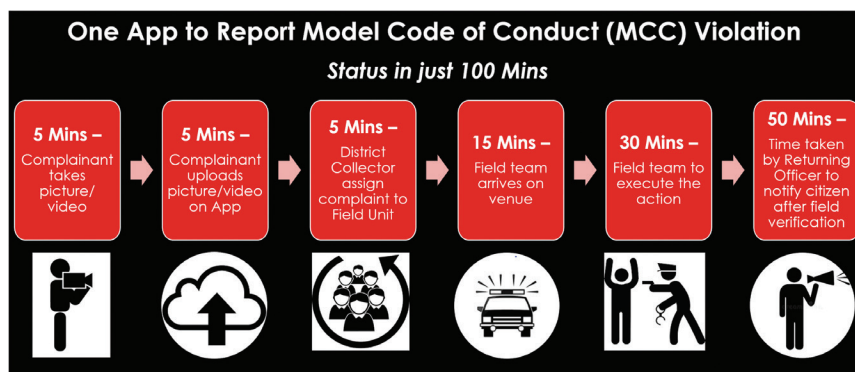 One App to Report Model Code of Conduct (MCC) Violation
Status in just 100 Mins
5 Mins –
Complainant
takes
picture/
video
5 Mins –
Complainant
uploads
picture/video
on App
5 Mins –
District
Collector
assign
complaint to
Field Unit
15 Mins –
Field team
arrives on
venue
30 Mins –
Field team to
execute the
action
50 Mins –
Time taken
by Returning
Officer to
notify citizen
after field
verification